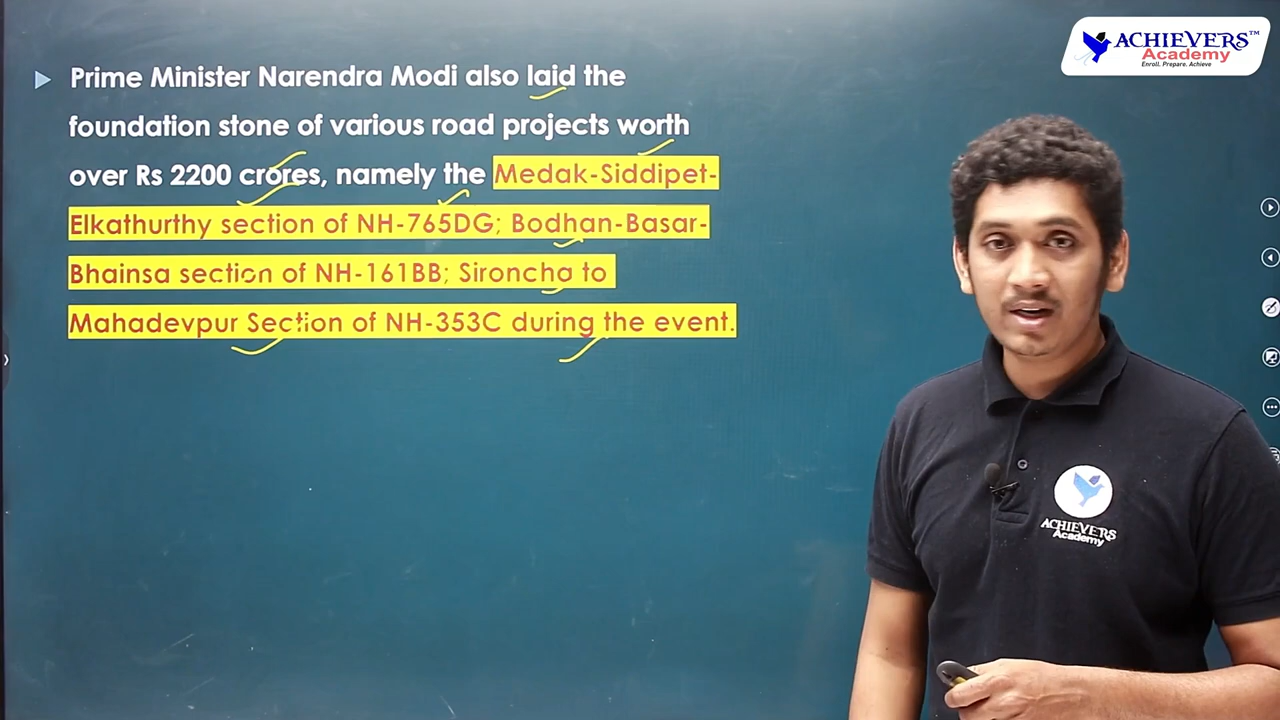 ACHIEVERS™
Academy
Enroll. Prepare. Achieve
Prime Minister Narendra Modi also laid the
foundation stone of various road projects worth
over Rs 2200 crores, namely the Medak-Siddipet-
Elkathurthy section of NH-765DG; Bodhan-Basar-
Bhainsa section of NH-161BB; Sironcha to
Mahadevpur Section of NH-353C during the event.
ACHIEVERS
Academy